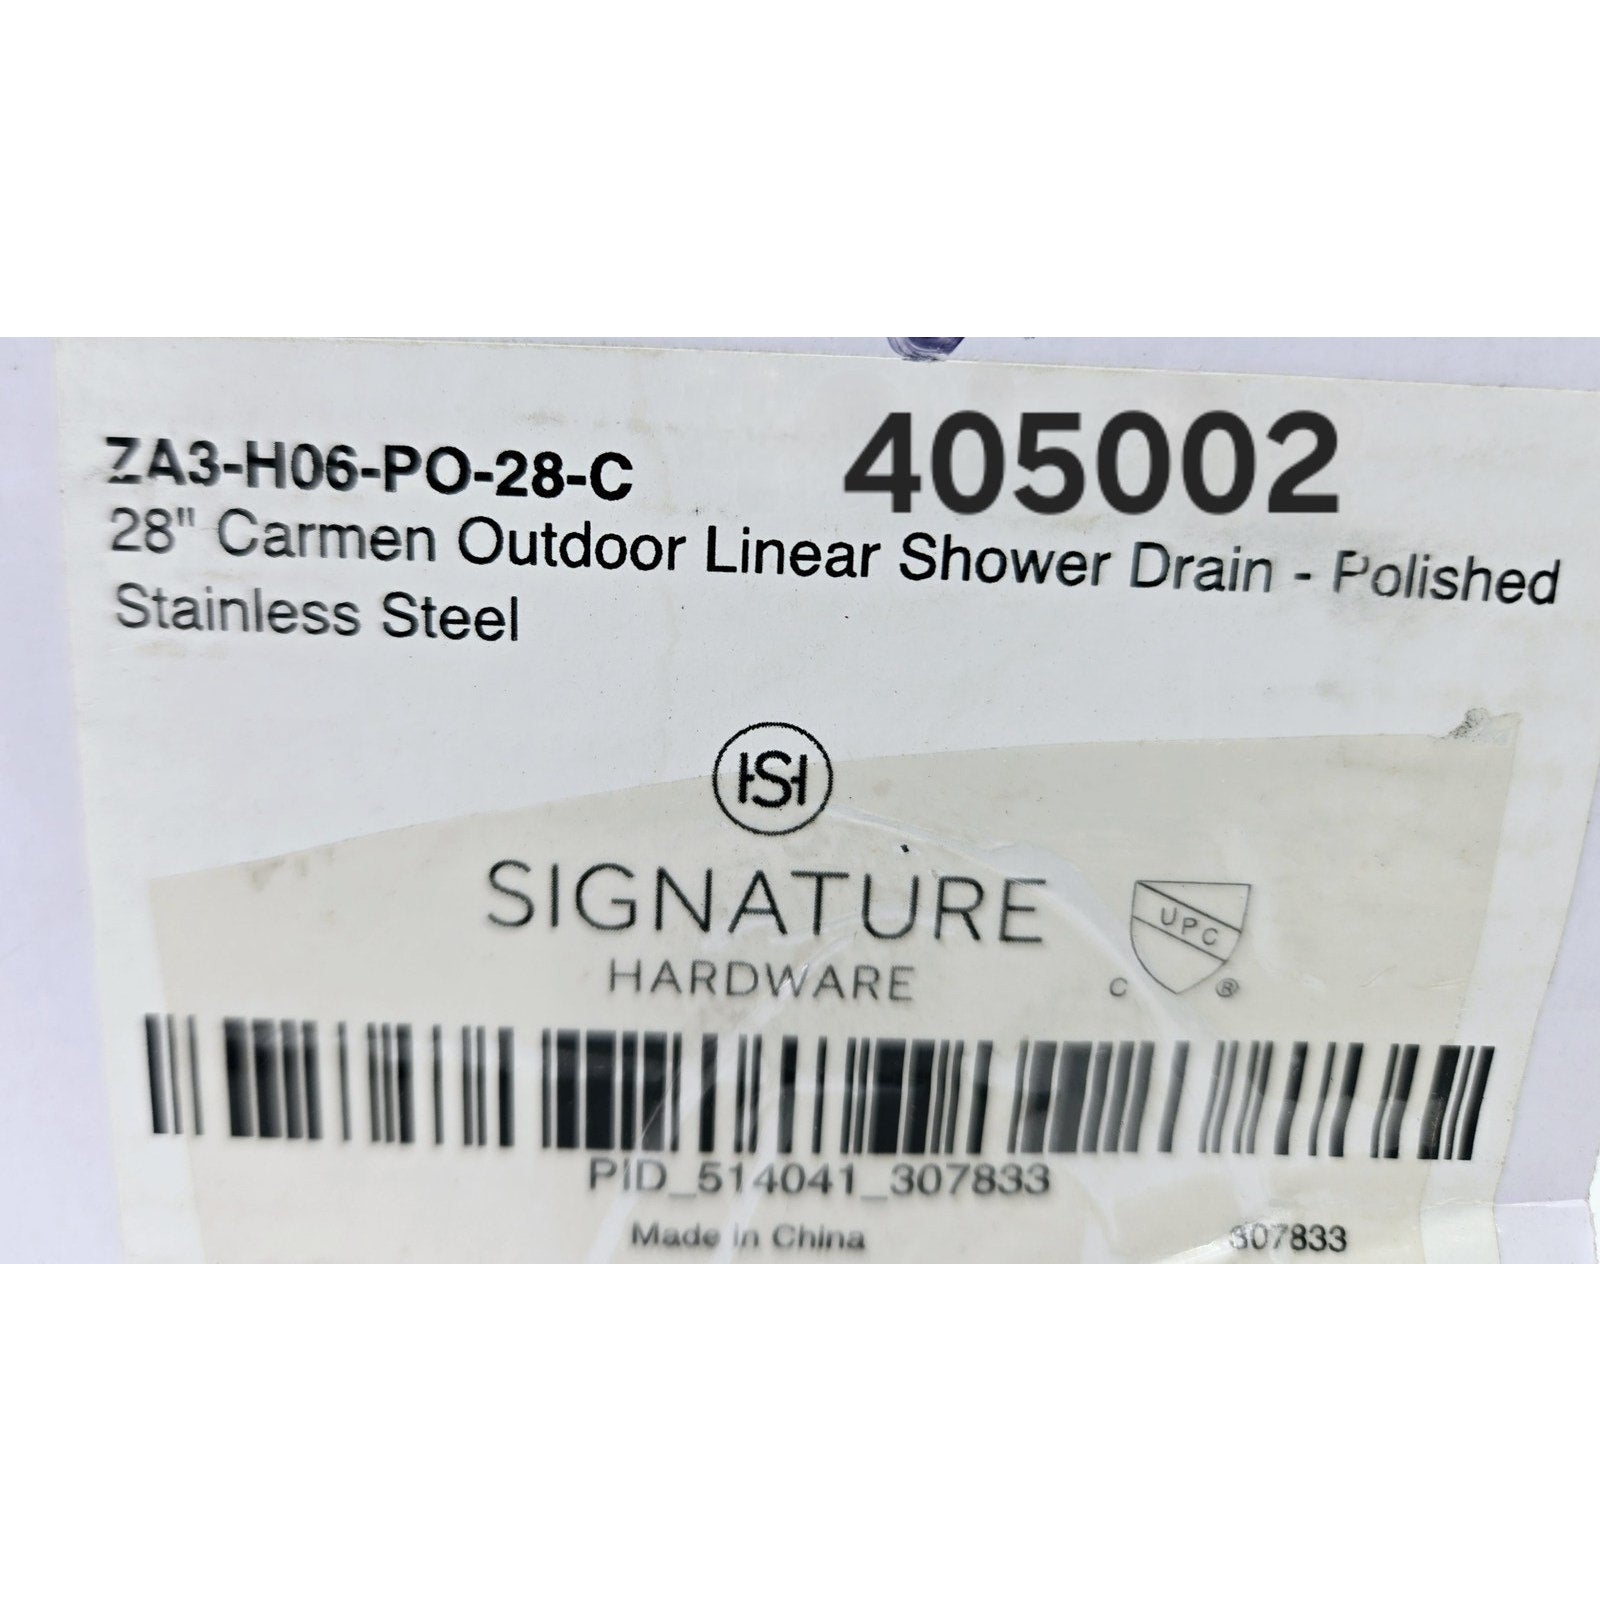 ZA3-H06-PO-28-C
405002
28" Carmen Outdoor Linear Shower Drain - Polished
Stainless Steel
SH
SIGNATURE
HARDWARE
UPC
C ®
PID_514041_307833
Made in China
307833